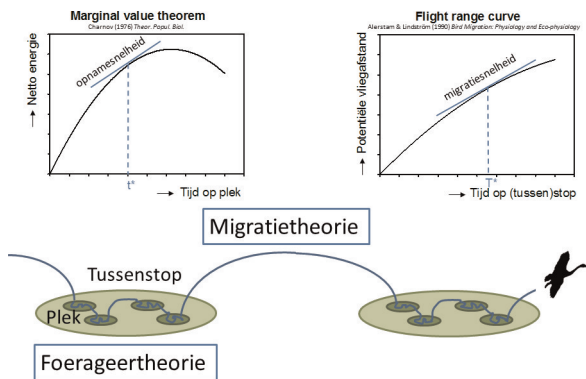 Marginal value theorem
Charnov (1976) Theor. Popul. Biol.
Netto energie
opnamesnelheid
t*
Tijd op plek
Flight range curve
Alerstam & Lindström (1990) Bird Migration: Physiology and Eco-physiology
Potentiële vliegafstand
migratiesnelheid
T*
Tijd op (tussen)stop
Migratietheorie
Tussenstop
Plek
Foerageertheorie